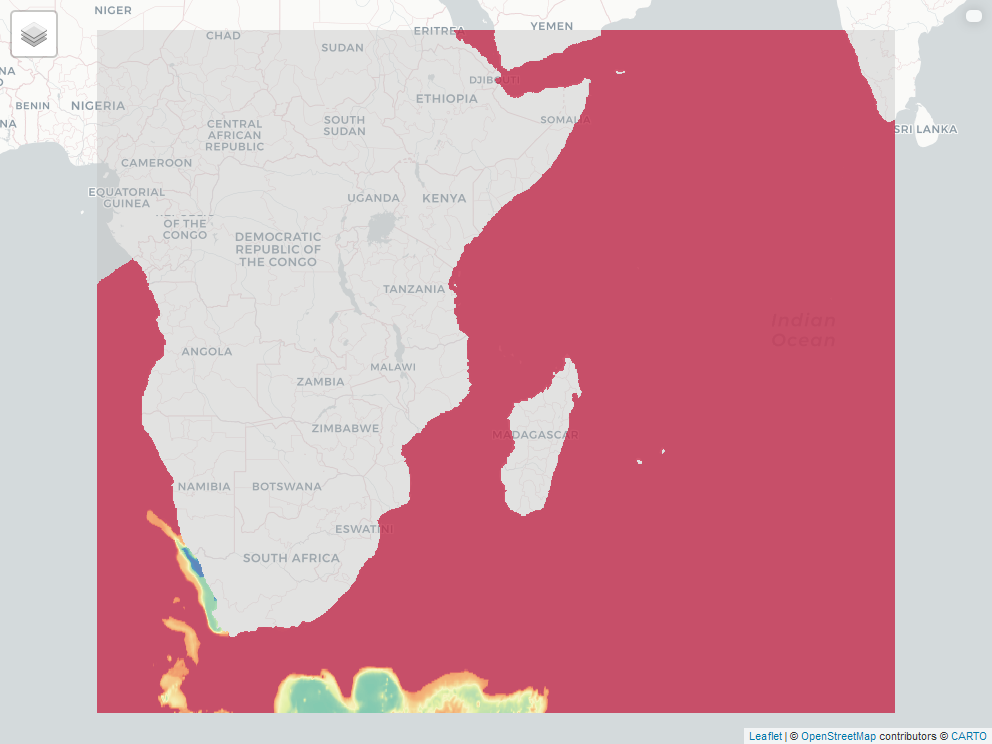 NIGER
CHAD
SUDAN
ERITREA
YEMEN
NA
BENIN
NIGERIA
NA
DJIBOUTI
ETHIOPIA
SOMALIA
SRI LANKA
CENTRAL
AFRICAN
REPUBLIC
SOUTH
SUDAN
CAMEROON
EQUATORIAL
GUINEA
UGANDA
KENYA
OF THE
CONGO
DEMOCRATIC
REPUBLIC OF
THE CONGO
TANZANIA
Indian
Ocean
ANGOLA
MALAWI
ZAMBIA
ZIMBABWE
MADAGASCAR
NAMIBIA
BOTSWANA
ESWATINI
SOUTH AFRICA
Leaflet | © OpenStreetMap contributors © CARTO